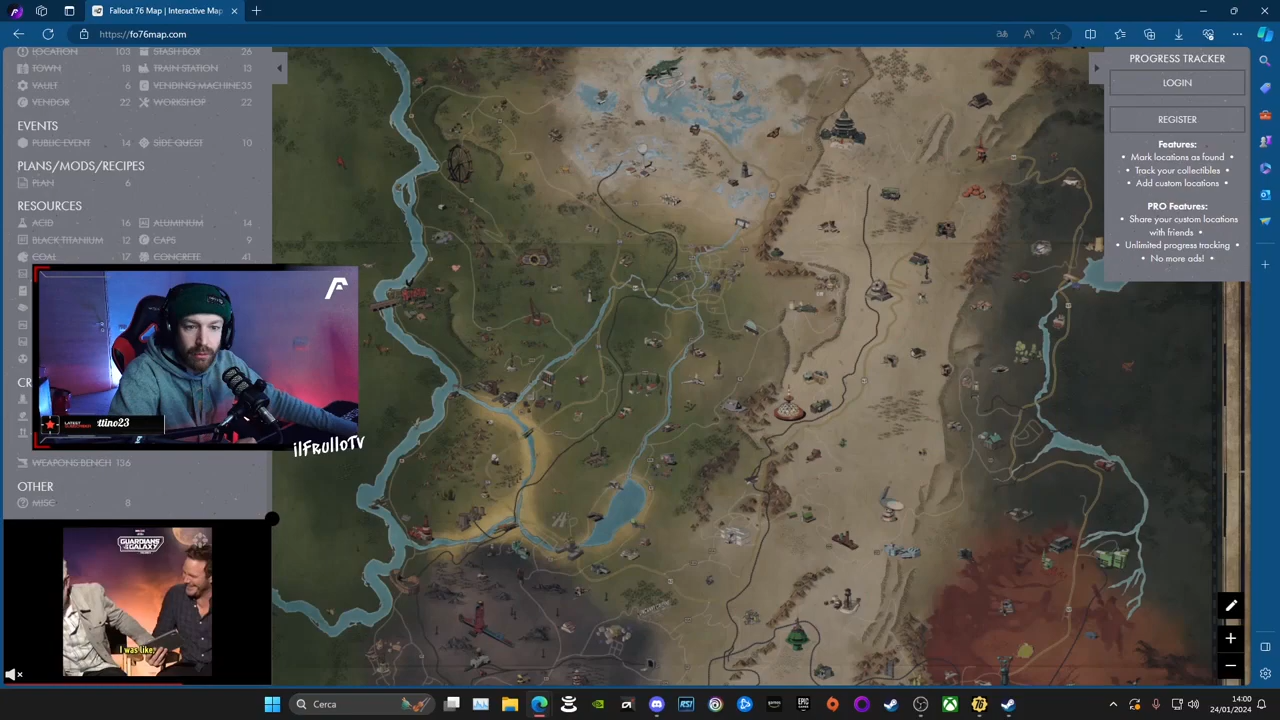 Fallout 76 Map | Interactive Map
https://fo76map.com
LOCATION 103 STASH BOX 26
TOWN 18 TRAIN STATION 13
VAULT 6 VENDING MACHINE 35
VENDOR 22 WORKSHOP 22
EVENTS
PUBLIC EVENT 14 SIDE QUEST 10
PLANS/MODS/RECIPES
PLAN 6
RESOURCES
ACID 16 ALUMINUM 14
BLACK TITANIUM 12 CAPS 9
COAL 17 CONCRETE 41
CR
WEAPONS BENCH 136
OTHER
MISC 8
ttino23
ilFrulloTV
GUARDIANS
GALAXY
I was like,
PROGRESS TRACKER
LOGIN
REGISTER
Features:
• Mark locations as found •
• Track your collectibles •
• Add custom locations •
PRO Features:
• Share your custom locations
with friends •
• Unlimited progress tracking •
• No more ads! •
Cerca
14:00
24/01/2024